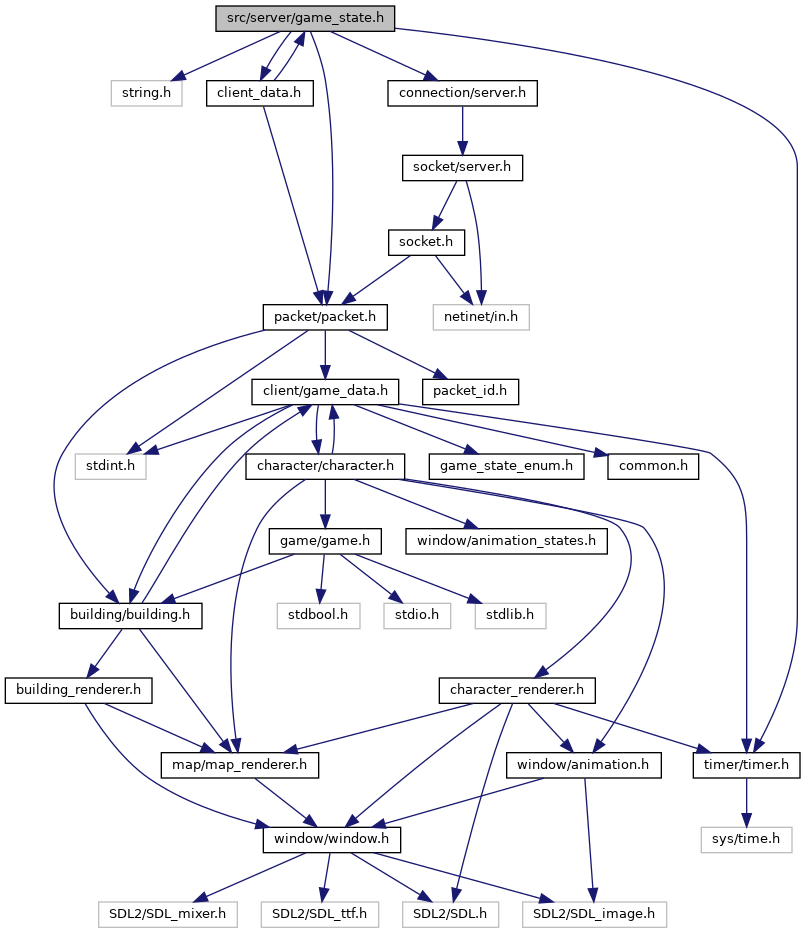 src/server/game_state.h
string.h
client_data.h
connection/server.h
socket/server.h
socket.h
packet/packet.h
netinet/in.h
client/game_data.h
packet_id.h
stdint.h
character/character.h
game_state_enum.h
common.h
game/game.h
window/animation_states.h
building/building.h
stdbool.h
stdio.h
stdlib.h
building_renderer.h
character_renderer.h
map/map_renderer.h
window/animation.h
timer/timer.h
window/window.h
sys/time.h
SDL2/SDL_mixer.h
SDL2/SDL_ttf.h
SDL2/SDL.h
SDL2/SDL_image.h